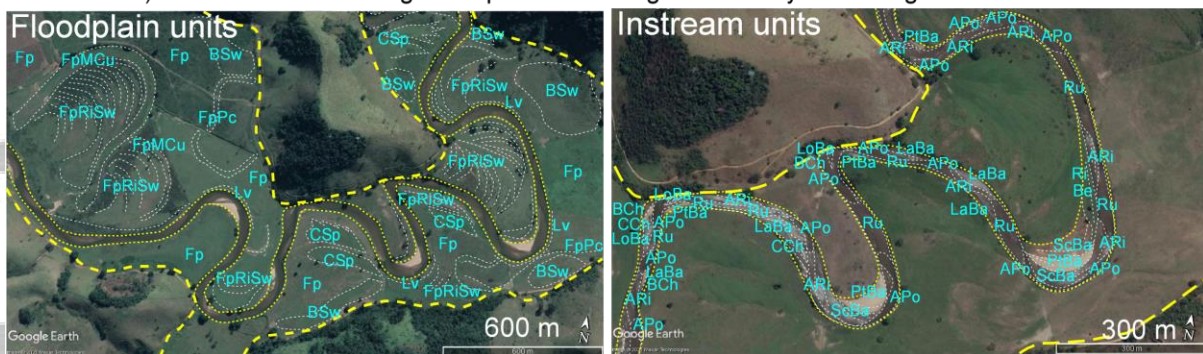 Floodplain units
Fp
FpMCu
Fp
BSw
FpRiSw
FpPc
FpMCu
FpRiSw
Lv
Fp
Fp
FpRiSw
CSp
BSw
BSw
FpRiSw
BSw
Lv
Fp
FpRiSw
CSp
CSp
CSp
Fp
Fp
Lv
Lv
FpPc
BSw
FpRiSw
BSw
Google Earth
600 m
N
600 m
Instream units
APo
APo
PtBa
ARi
ARi
ARi
APo
APo
Ru
LoBa
APo
LaBa
BCh
PtBa
Ru
APo
APo
LaBa
ARi
LaBa
ARi
Ri
Be
LoBa
Ru
ARi
BCh
PtBa
Ru
CCh
APo
LaBa
LoBa
Ru
CCh
APo
LaBa
BCh
ARi
APo
Ru
Ru
ScBa
ARi
PtBa
APo
APo
ScBa
ARi
PtBa
APo
ScBa
Google Earth
300 m
N
300 m